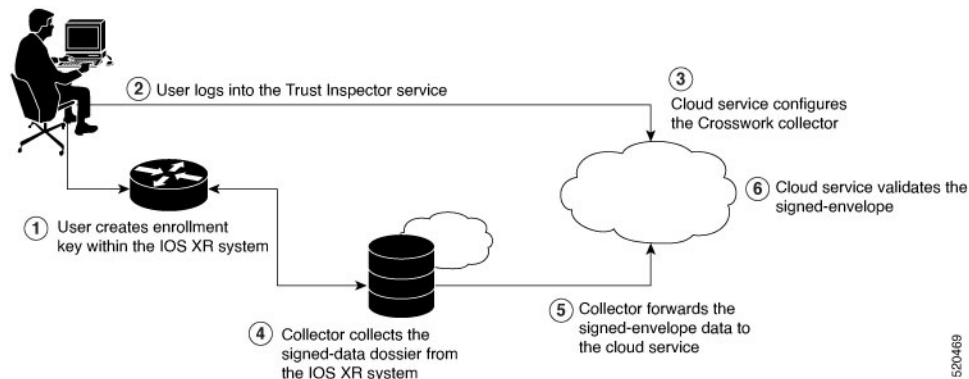 2 User logs into the Trust Inspector service
3
Cloud service configures
the Crosswork collector
1 User creates enrollment
key within the IOS XR system
6 Cloud service validates the
signed-envelope
4 Collector collects the
signed-data dossier from
the IOS XR system
5 Collector forwards the
signed-envelope data to
the cloud service
520469